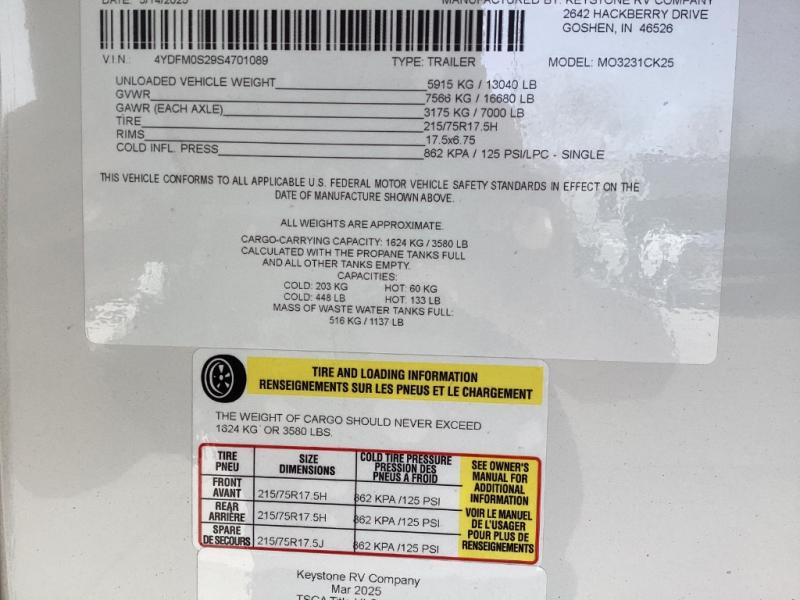 DATE: 3/14/2025 MANUFACTURED BY: KEYSTONE RV COMPANY
2642 HACKBERRY DRIVE
GOSHEN, IN 46526
V.I.N: 4YDFM0S29S4701089 TYPE: TRAILER MODEL: MO3231CK25
UNLOADED VEHICLE WEIGHT 5915 KG / 13040 LB
GVWR 7566 KG / 16680 LB
GAWR (EACH AXLE) 3175 KG / 7000 LB
TIRE 215/75R17.5H
RIMS 17.5x6.75
COLD INFL. PRESS 862 KPA / 125 PSI/LPC - SINGLE
THIS VEHICLE CONFORMS TO ALL APPLICABLE U.S. FEDERAL MOTOR VEHICLE SAFETY STANDARDS IN EFFECT ON THE
DATE OF MANUFACTURE SHOWN ABOVE.
ALL WEIGHTS ARE APPROXIMATE.
CARGO-CARRYING CAPACITY: 1624 KG / 3580 LB
CALCULATED WITH THE PROPANE TANKS FULL
AND ALL OTHER TANKS EMPTY.
CAPACITIES:
COLD: 203 KG HOT: 60 KG
COLD: 448 LB HOT: 133 LB
MASS OF WASTE WATER TANKS FULL:
516 KG / 1137 LB
TIRE AND LOADING INFORMATION
RENSEIGNEMENTS SUR LES PNEUS ET LE CHARGEMENT
THE WEIGHT OF CARGO SHOULD NEVER EXCEED
1624 KG OR 3580 LBS.
TIRE
PNEU
SIZE
DIMENSIONS
COLD TIRE PRESSURE
PRESSION DES
PNEUS A FROID
FRONT
AVANT
215/75R17.5H 862 KPA /125 PSI
REAR
ARRIÈRE
215/75R17.5H 862 KPA /125 PSI
SPARE
DE SECOURS
215/75R17.5J 862 KPA /125 PSI
SEE OWNER'S
MANUAL FOR
ADDITIONAL
INFORMATION
VOIR LE MANUEL
DE L'USAGER
POUR PLUS DE
RENSEIGNEMENTS
Keystone RV Company
Mar 2025
TSCA Title